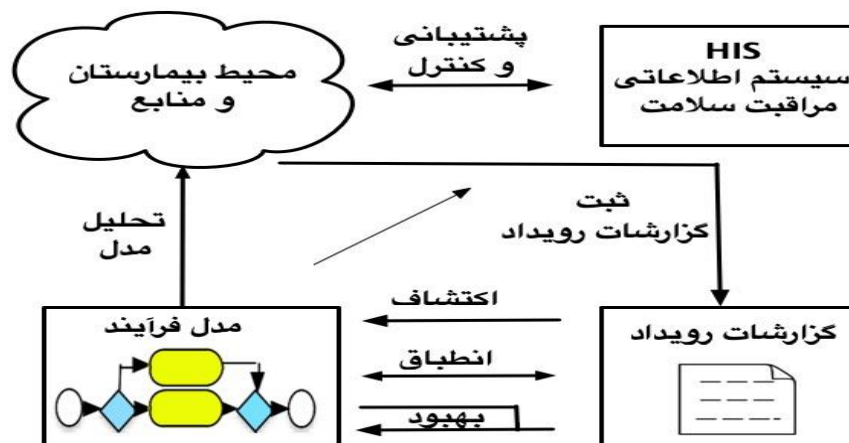 محیط بیمارستان
و منابع
پشتیبانی
و کنترل
HIS
سیستم اطلاعاتی
مراقبت سلامت
تحلیل
مدل
ثبت
گزارشات رویداد
مدل فرآیند
اکتشاف
انطباق
بهبود
گزارشات رویداد